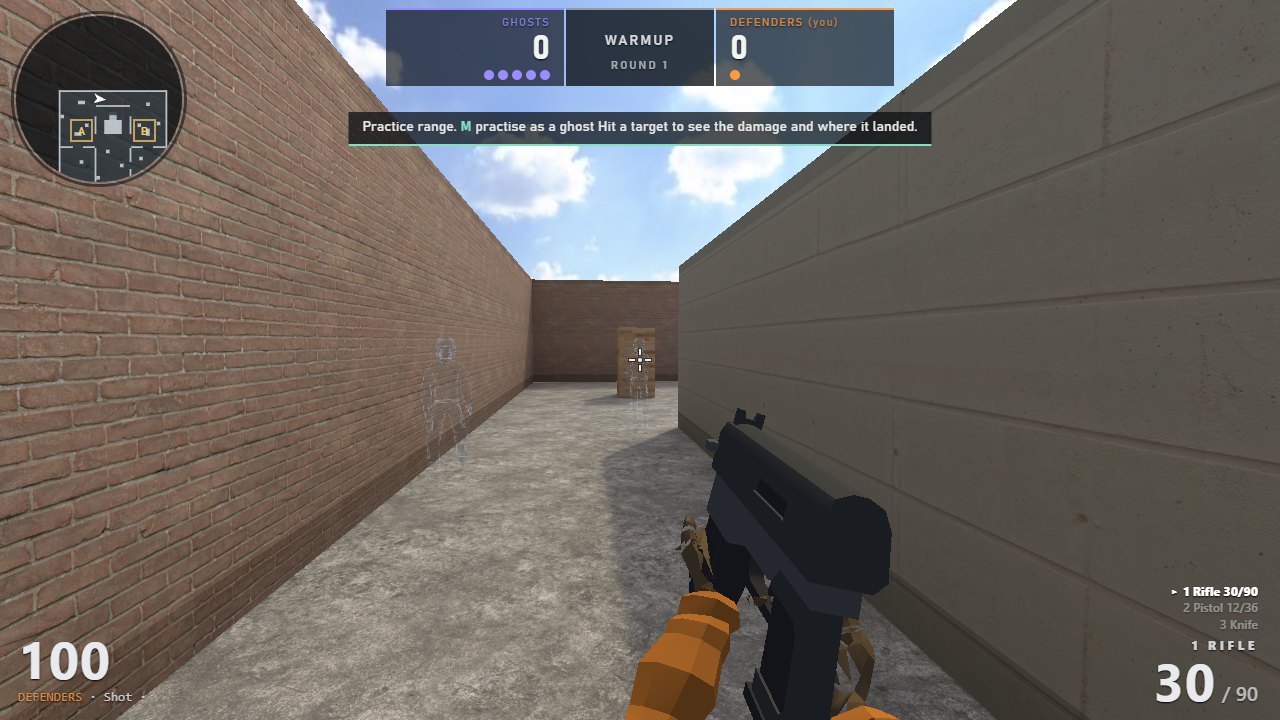 GHOSTS
0
WARMUP
ROUND 1
DEFENDERS (you)
0
Practice range. M practise as a ghost Hit a target to see the damage and where it landed.
A
B
▸ 1 Rifle 30/90
2 Pistol 12/36
3 Knife
1 RIFLE
30 / 90
100
DEFENDERS · Shot ·